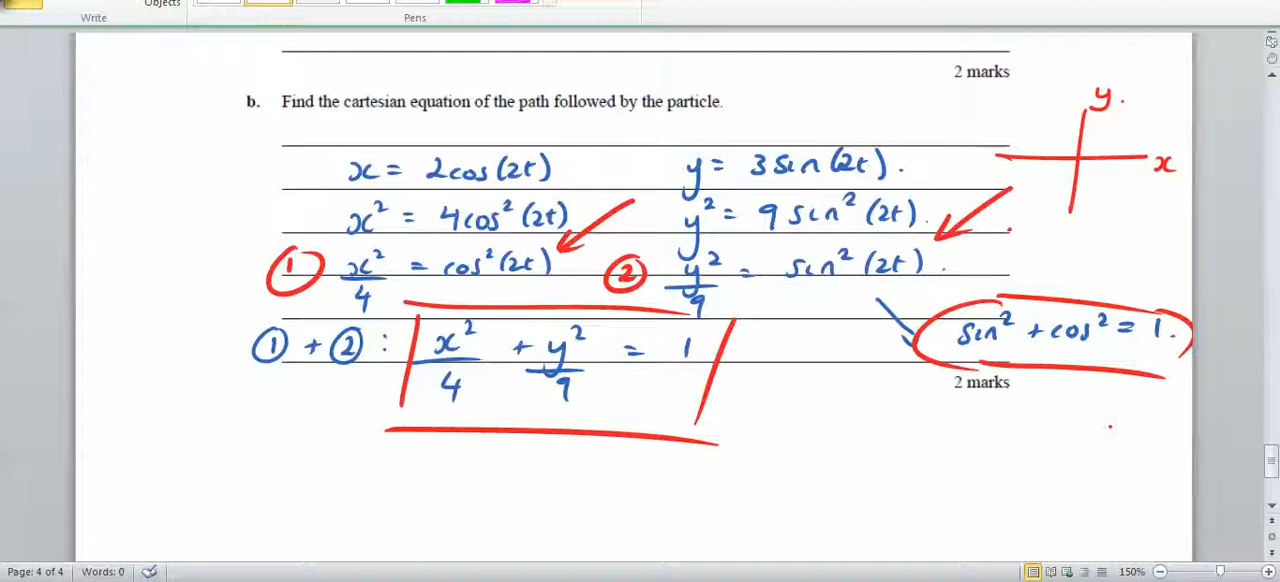 Objects
Write
Pens
2 marks
b. Find the cartesian equation of the path followed by the particle.
y.
x
x = 2cos(2t) y = 3sin(2t).
x² = 4cos²(2t) y² = 9sin²(2t).
① x²/4 = cos²(2t) ② y²/9 = sin²(2t).
sin² + cos² = 1.
① + ② : x²/4 + y²/9 = 1
2 marks
Page: 4 of 4 Words: 0 150%